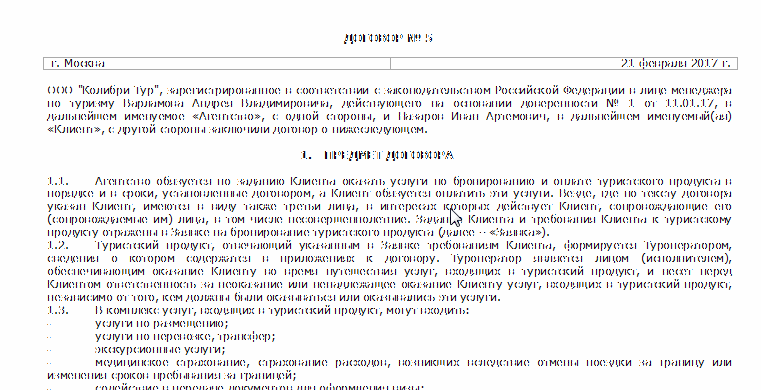 ДОГОВОР № 5
г. Москва 21 февраля 2017 г.
ООО "Колибри Тур", зарегистрированное в соответствии с законодательством Российской Федерации в лице менеджера
по туризму Варламова Андрея Владимировича, действующего на основании доверенности № 1 от 11.01.17, в
дальнейшем именуемое «Агентство», с одной стороны, и Назаров Иван Артемович, в дальнейшем именуемый(ая)
«Клиент», с другой стороны заключили договор о нижеследующем.
1. ПРЕДМЕТ ДОГОВОРА
1.1. Агентство обязуется по заданию Клиента оказать услуги по бронированию и оплате туристского продукта в
порядке и в сроки, установленные договором, а Клиент обязуется оплатить эти услуги. Везде, где по тексту договора
указан Клиент, имеются в виду также третьи лица, в интересах которых действует Клиент, сопровождающие его
(сопровождаемые им) лица, в том числе несовершеннолетние. Задание Клиента и требования Клиента к туристскому
продукту отражены в Заявке на бронирование туристского продукта (далее - «Заявка»).
1.2. Туристский продукт, отвечающий указанным в Заявке требованиям Клиента, формируется Туроператором,
сведения о котором содержатся в приложениях к договору. Туроператор является лицом (исполнителем),
обеспечивающим оказание Клиенту во время путешествия услуг, входящих в туристский продукт, и несет перед
Клиентом ответственность за неоказание или ненадлежащее оказание Клиенту услуг, входящих в туристский продукт,
независимо от того, кем должны были оказываться или оказывались эти услуги.
1.3. В комплекс услуг, входящих в туристский продукт, могут входить:
- услуги по размещению;
- услуги по перевозке, трансфер;
- экскурсионные услуги;
- медицинское страхование, страхование расходов, возникших вследствие отмены поездки за границу или
изменения сроков пребывания за границей;
- содействие в передаче документов для оформления визы;